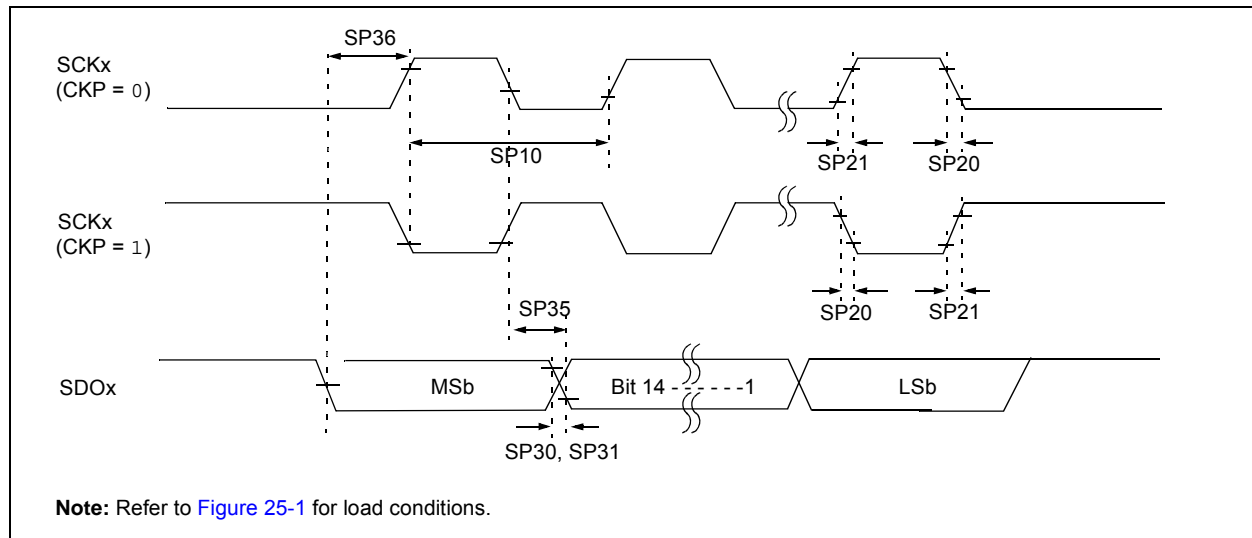 SP36
SCKx
(CKP = 0)
SP10
SP21
SP20
SCKx
(CKP = 1)
SP35
SP20
SP21
SDOx
MSb
Bit 14 - - - - - -1
LSb
SP30, SP31
Note: Refer to Figure 25-1 for load conditions.